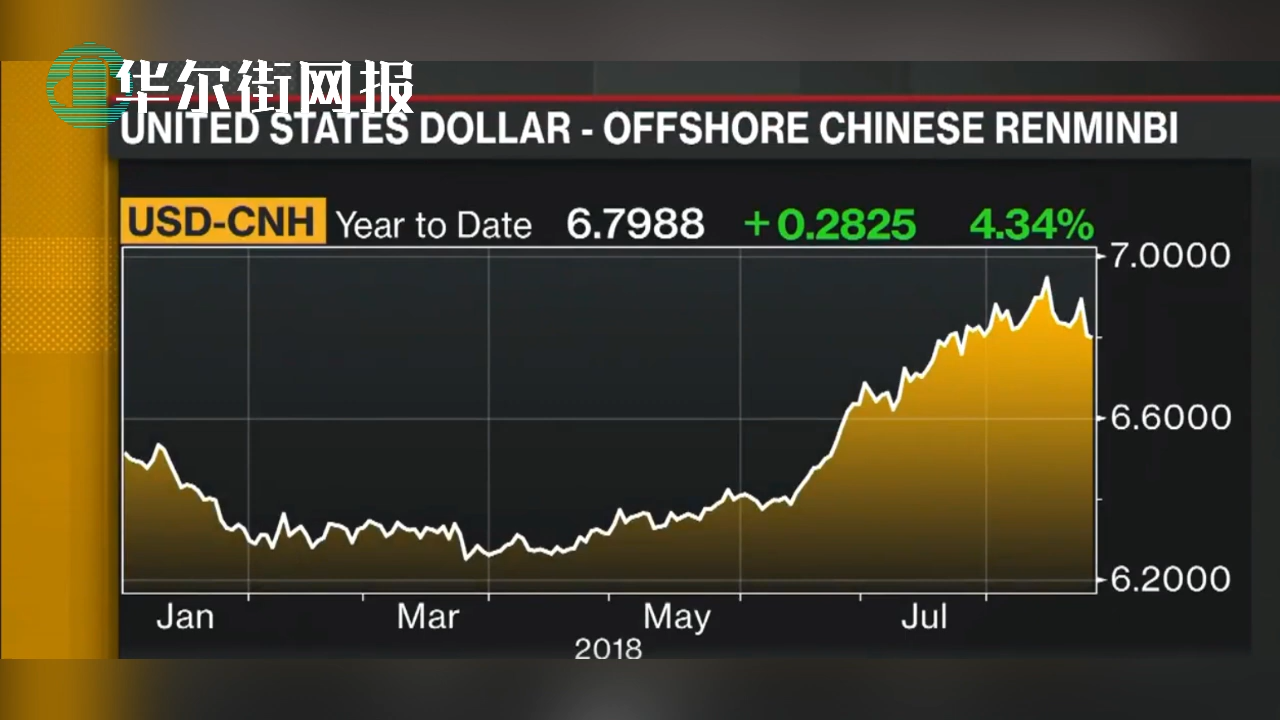 华尔街网报
UNITED STATES DOLLAR - OFFSHORE CHINESE RENMINBI
USD-CNH Year to Date 6.7988 +0.2825 4.34%
7.0000
6.6000
6.2000
Jan Mar May Jul
2018